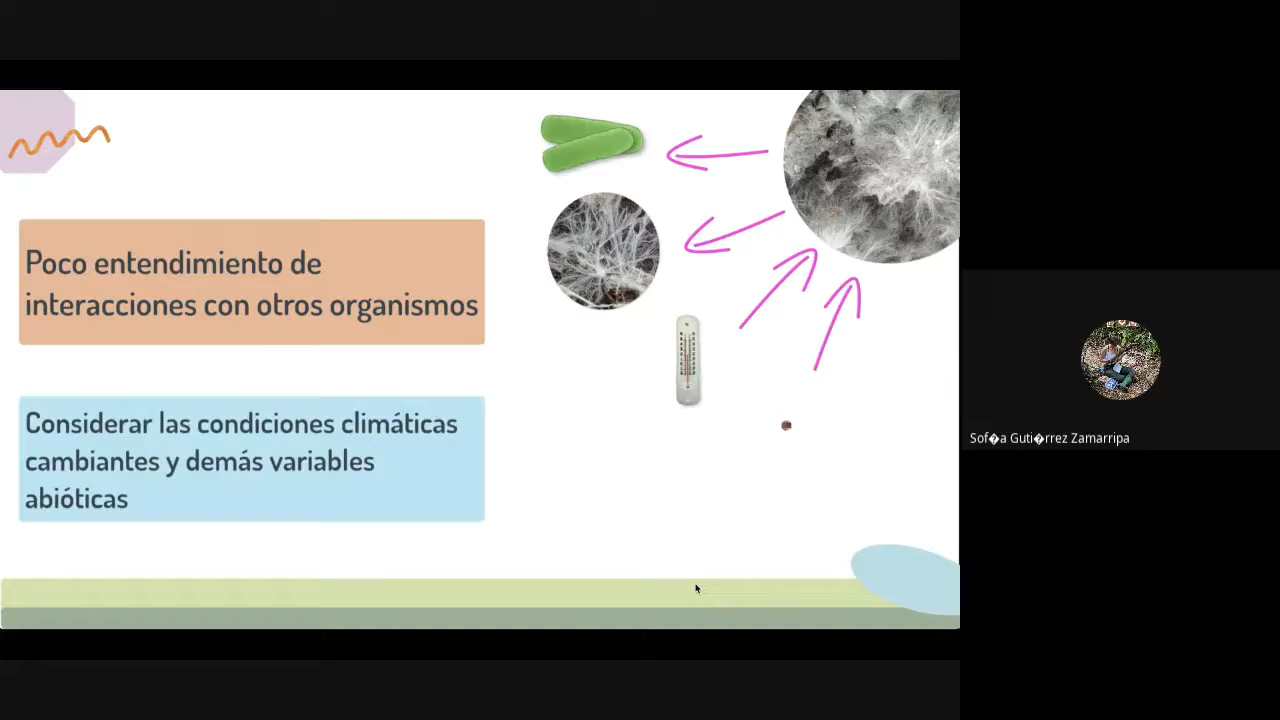 Poco entendimiento de
interacciones con otros organismos
Considerar las condiciones climáticas
cambiantes y demás variables
abióticas
Sof�a Guti�rrez Zamarripa